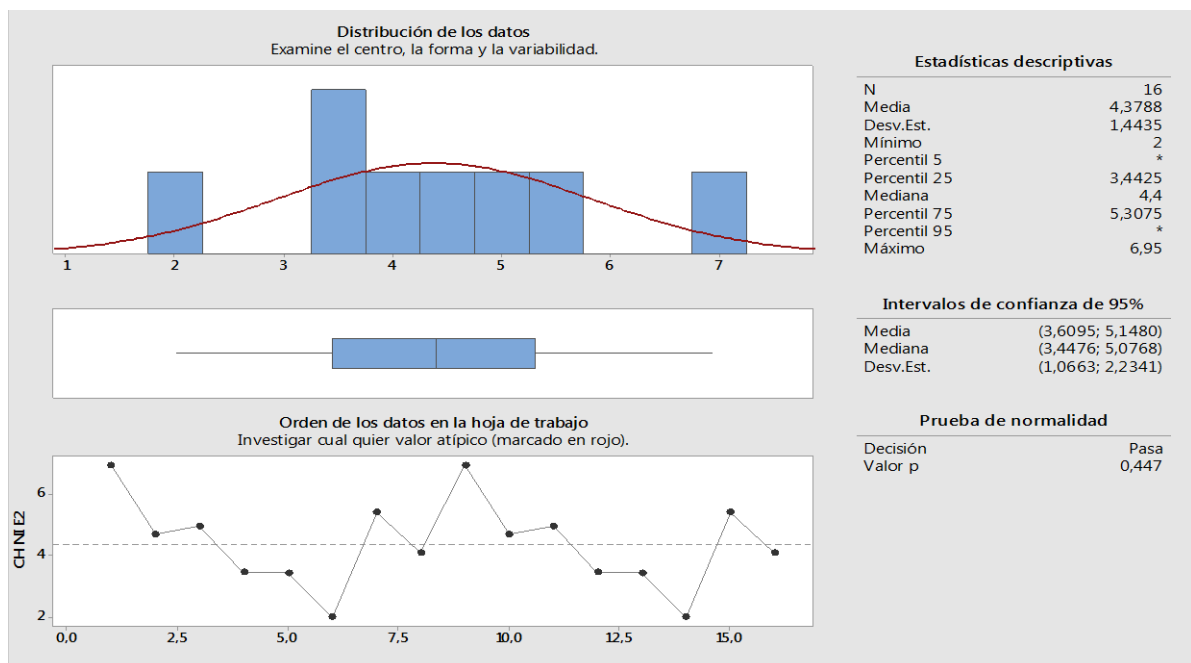 Distribución de los datos
Examine el centro, la forma y la variabilidad.
1 2 3 4 5 6 7
Orden de los datos en la hoja de trabajo
Investigar cual quier valor atípico (marcado en rojo).
CH NI E2
6
4
2
0,0 2,5 5,0 7,5 10,0 12,5 15,0
Estadísticas descriptivas
N 16
Media 4,3788
Desv.Est. 1,4435
Mínimo 2
Percentil 5 *
Percentil 25 3,4425
Mediana 4,4
Percentil 75 5,3075
Percentil 95 *
Máximo 6,95
Intervalos de confianza de 95%
Media (3,6095; 5,1480)
Mediana (3,4476; 5,0768)
Desv.Est. (1,0663; 2,2341)
Prueba de normalidad
Decisión Pasa
Valor p 0,447